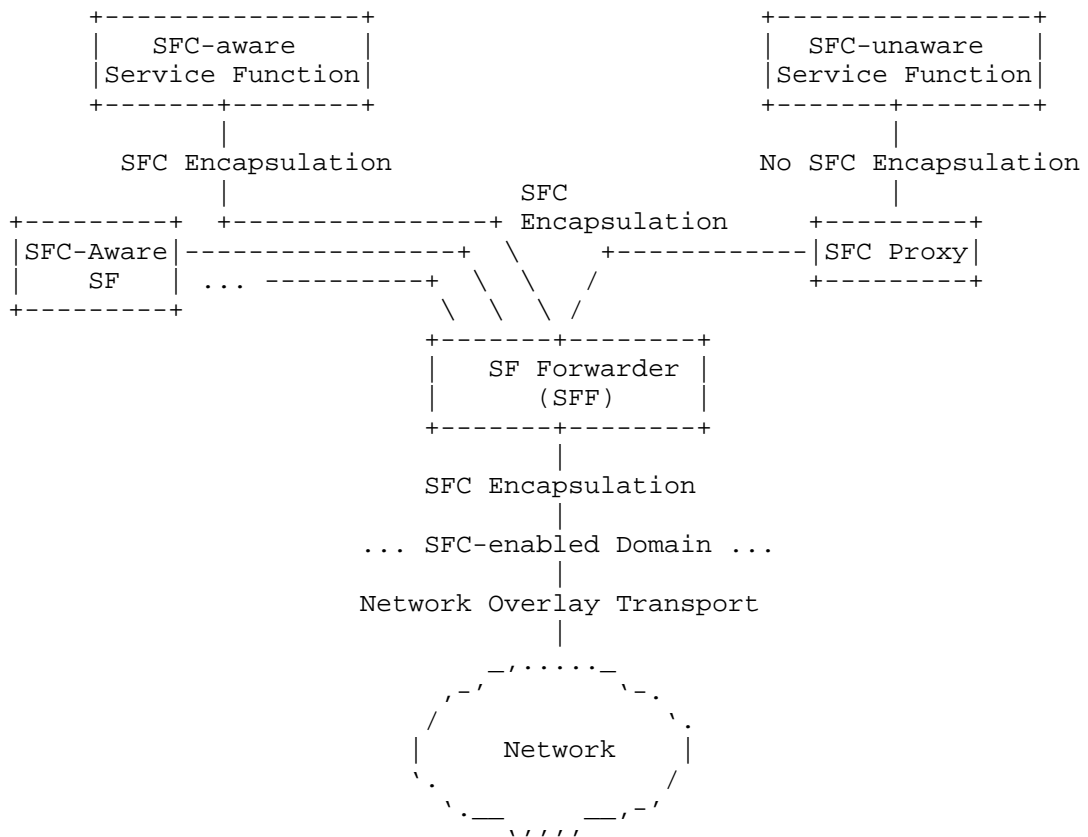 SFC-aware
Service Function
SFC-unaware
Service Function
SFC Encapsulation
No SFC Encapsulation
SFC
Encapsulation
SFC-Aware
SF
...
SFC Proxy
SF Forwarder
(SFF)
SFC Encapsulation
... SFC-enabled Domain ...
Network Overlay Transport
Network